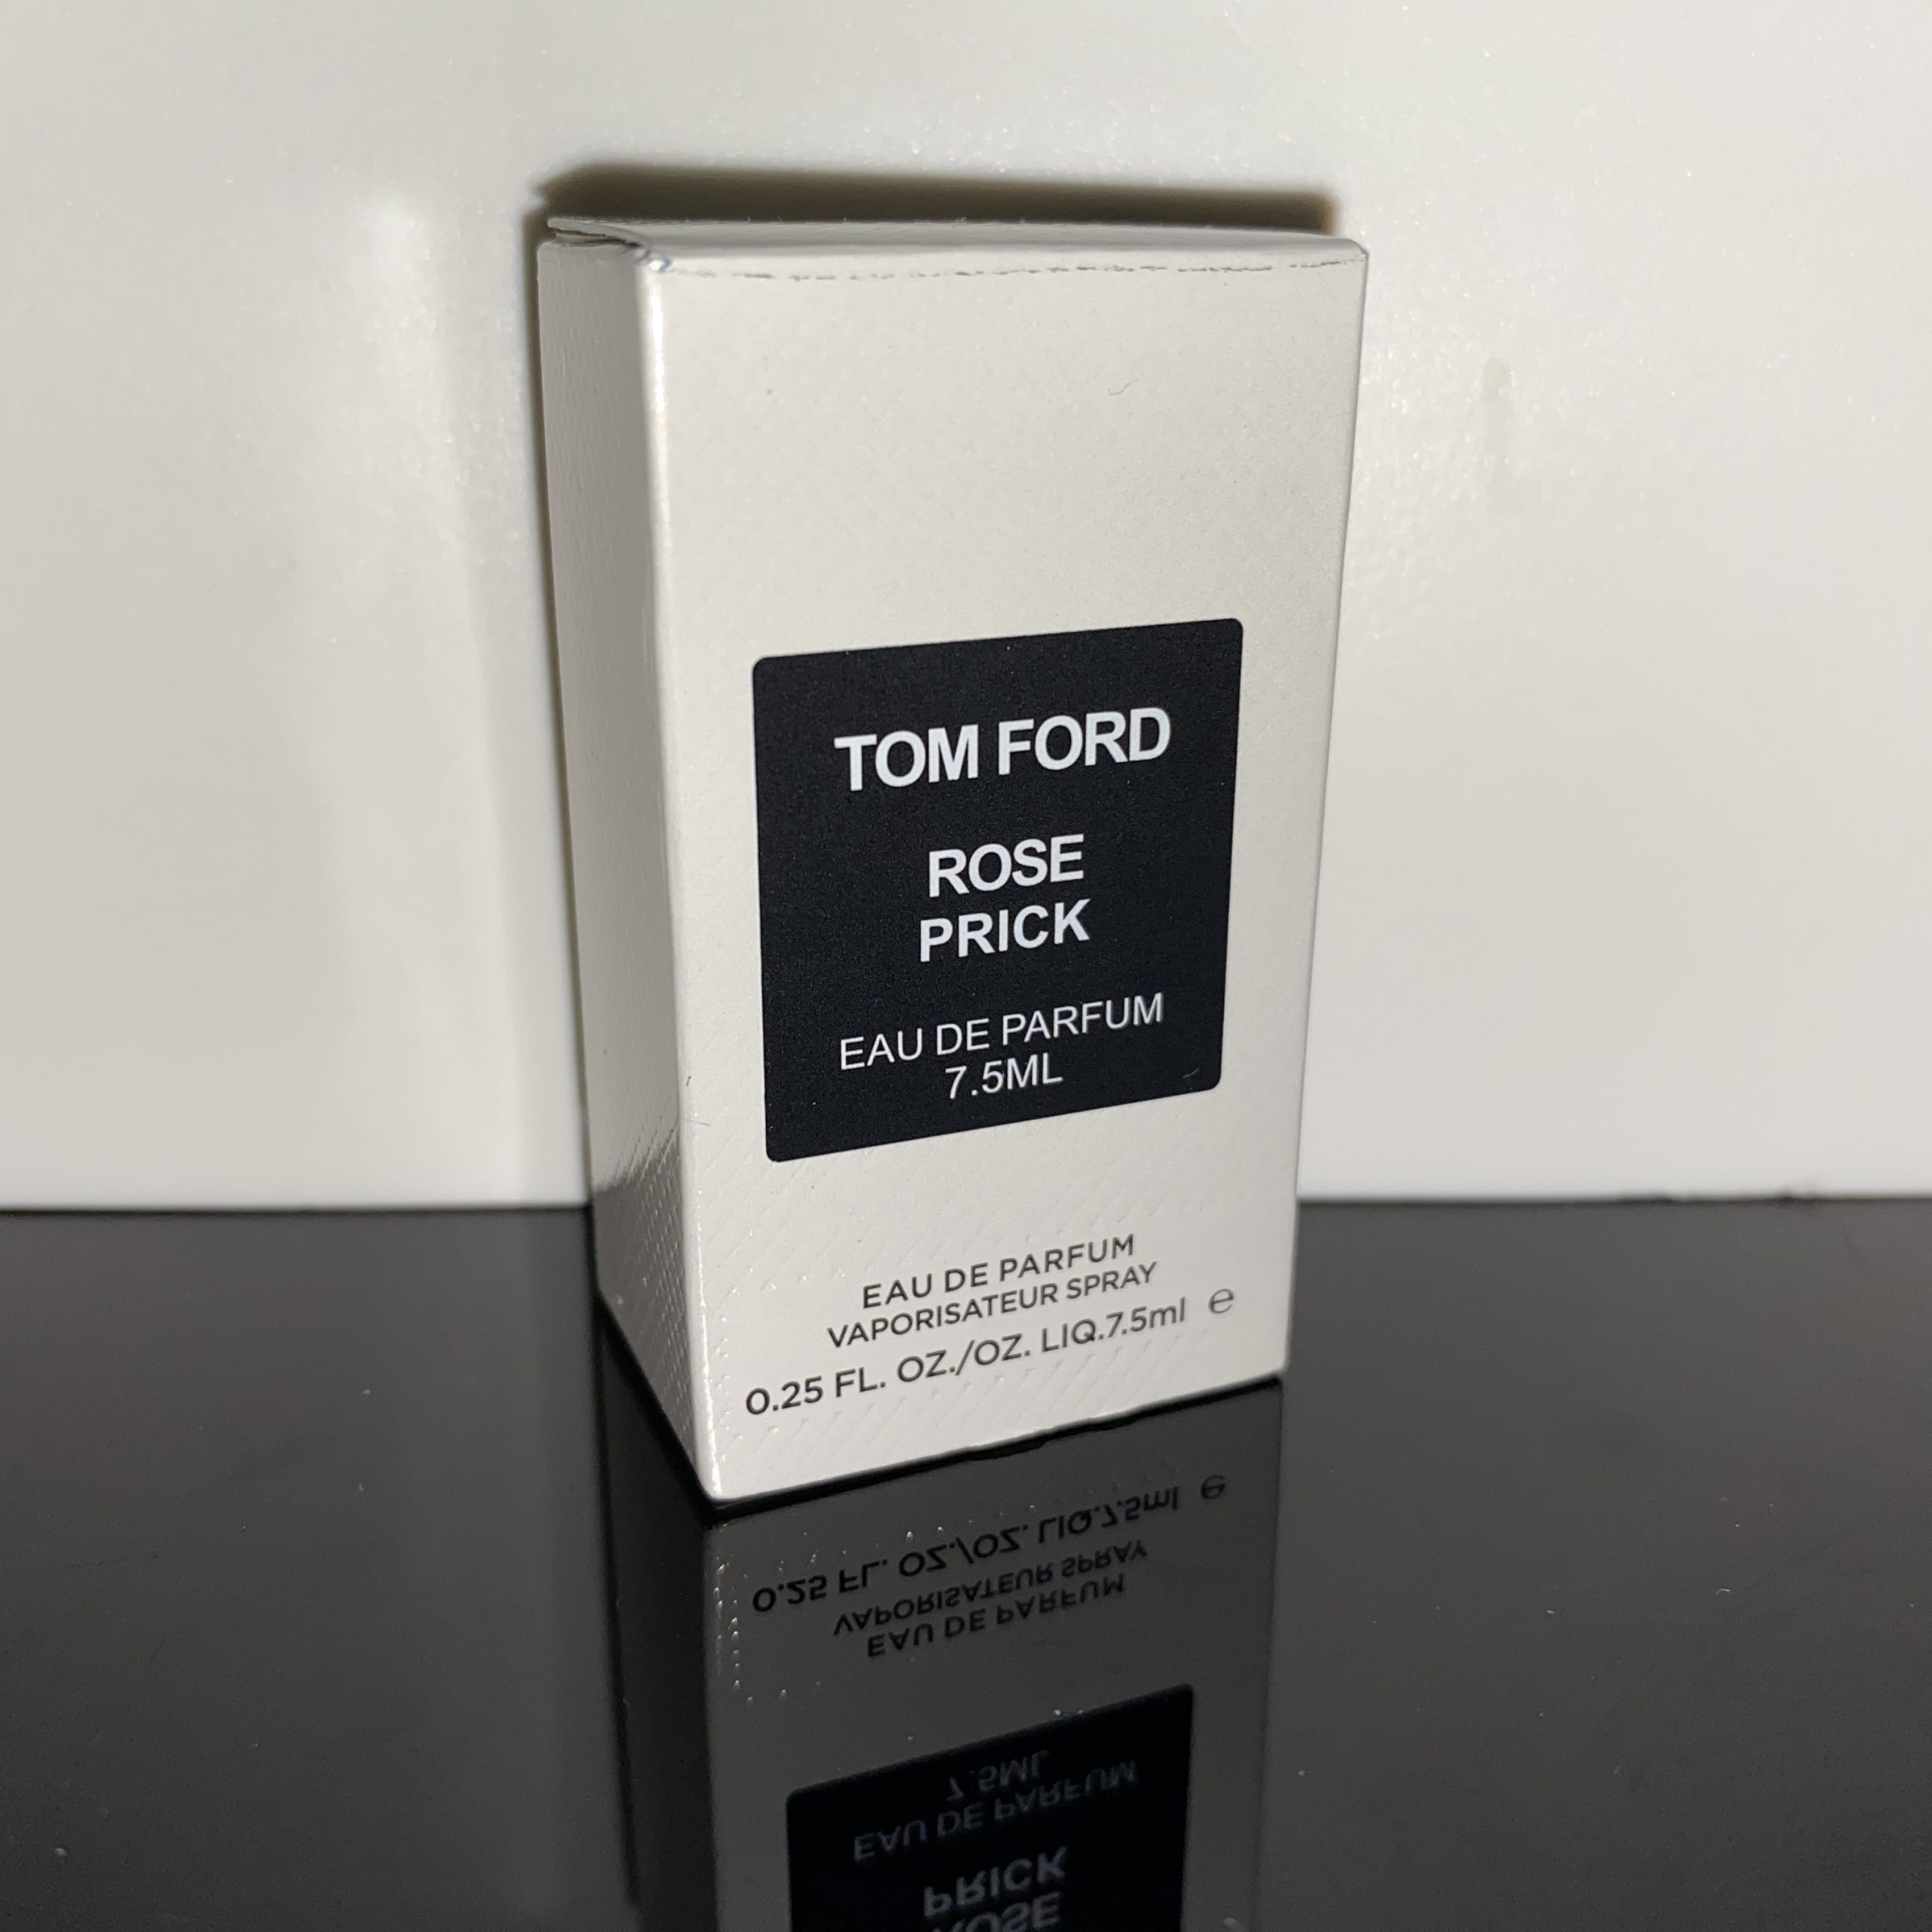 TOM FORD
ROSE
PRICK
EAU DE PARFUM
7.5ML
EAU DE PARFUM
VAPORISATEUR SPRAY
0.25 FL. OZ./OZ. LIQ.7.5ml ℮